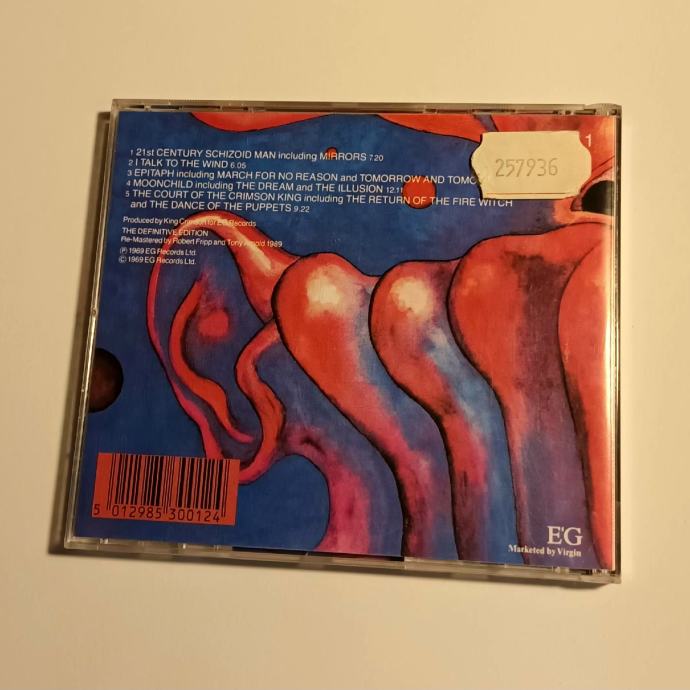 1 21st CENTURY SCHIZOID MAN including MIRRORS 7.20
2 I TALK TO THE WIND 6.05
3 EPITAPH including MARCH FOR NO REASON and TOMORROW AND
4 MOONCHILD including THE DREAM and THE ILLUSION 12.11
5 THE COURT OF THE CRIMSON KING including THE RETURN OF THE FIRE WITCH
and THE DANCE OF THE PUPPETS 9.22
Produced by King Crimson for EG Records
THE DEFINITIVE EDITION
Re-Mastered by Robert Fripp and Tony Arnold 1989
℗ 1969 EG Records Ltd.
© 1969 EG Records Ltd.
1
257936
5 012985 300124
E'G
Marketed by Virgin